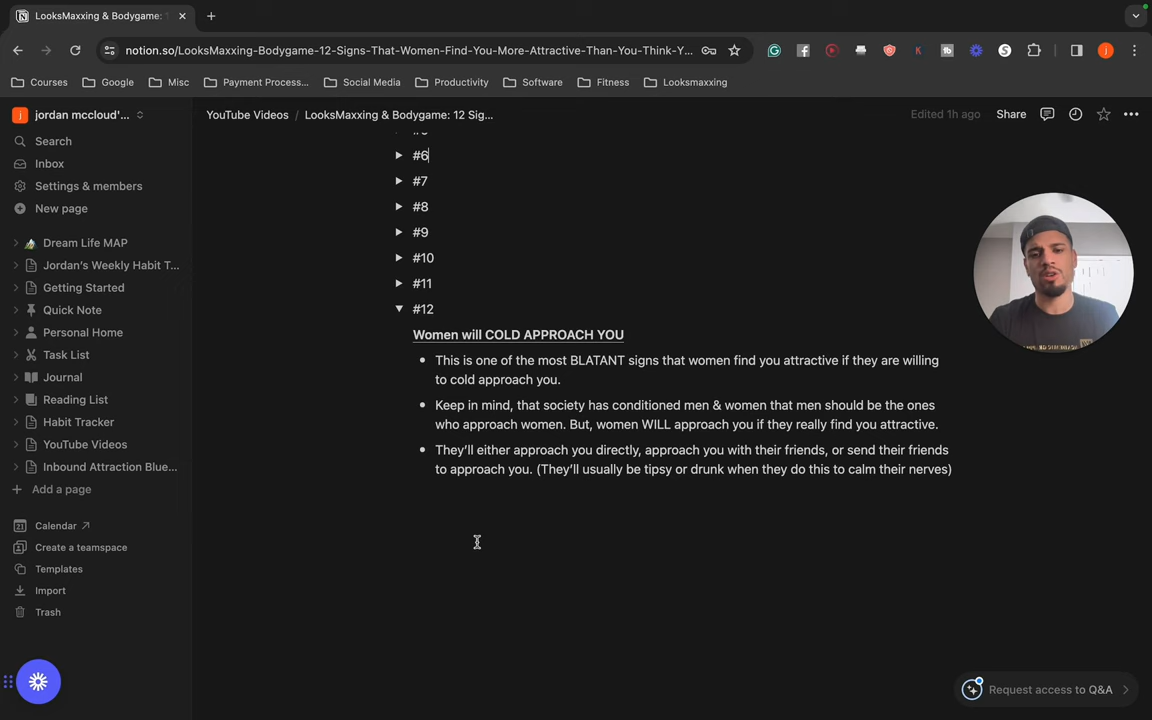 LooksMaxxing & Bodygame: 1
notion.so/LooksMaxxing-Bodygame-12-Signs-That-Women-Find-You-More-Attractive-Than-You-Think-Y...
Courses
Google
Misc
Payment Process...
Social Media
Productivity
Software
Fitness
Looksmaxxing
jordan mccloud'...
YouTube Videos / LooksMaxxing & Bodygame: 12 Sig...
Edited 1h ago
Share
Search
Inbox
Settings & members
New page
Dream Life MAP
Jordan's Weekly Habit T...
Getting Started
Quick Note
Personal Home
Task List
Journal
Reading List
Habit Tracker
YouTube Videos
Inbound Attraction Blue...
Add a page
Calendar ↗
Create a teamspace
Templates
Import
Trash
#6
#7
#8
#9
#10
#11
#12
Women will COLD APPROACH YOU
• This is one of the most BLATANT signs that women find you attractive if they are willing
to cold approach you.
• Keep in mind, that society has conditioned men & women that men should be the ones
who approach women. But, women WILL approach you if they really find you attractive.
• They'll either approach you directly, approach you with their friends, or send their friends
to approach you. (They'll usually be tipsy or drunk when they do this to calm their nerves)
Request access to Q&A